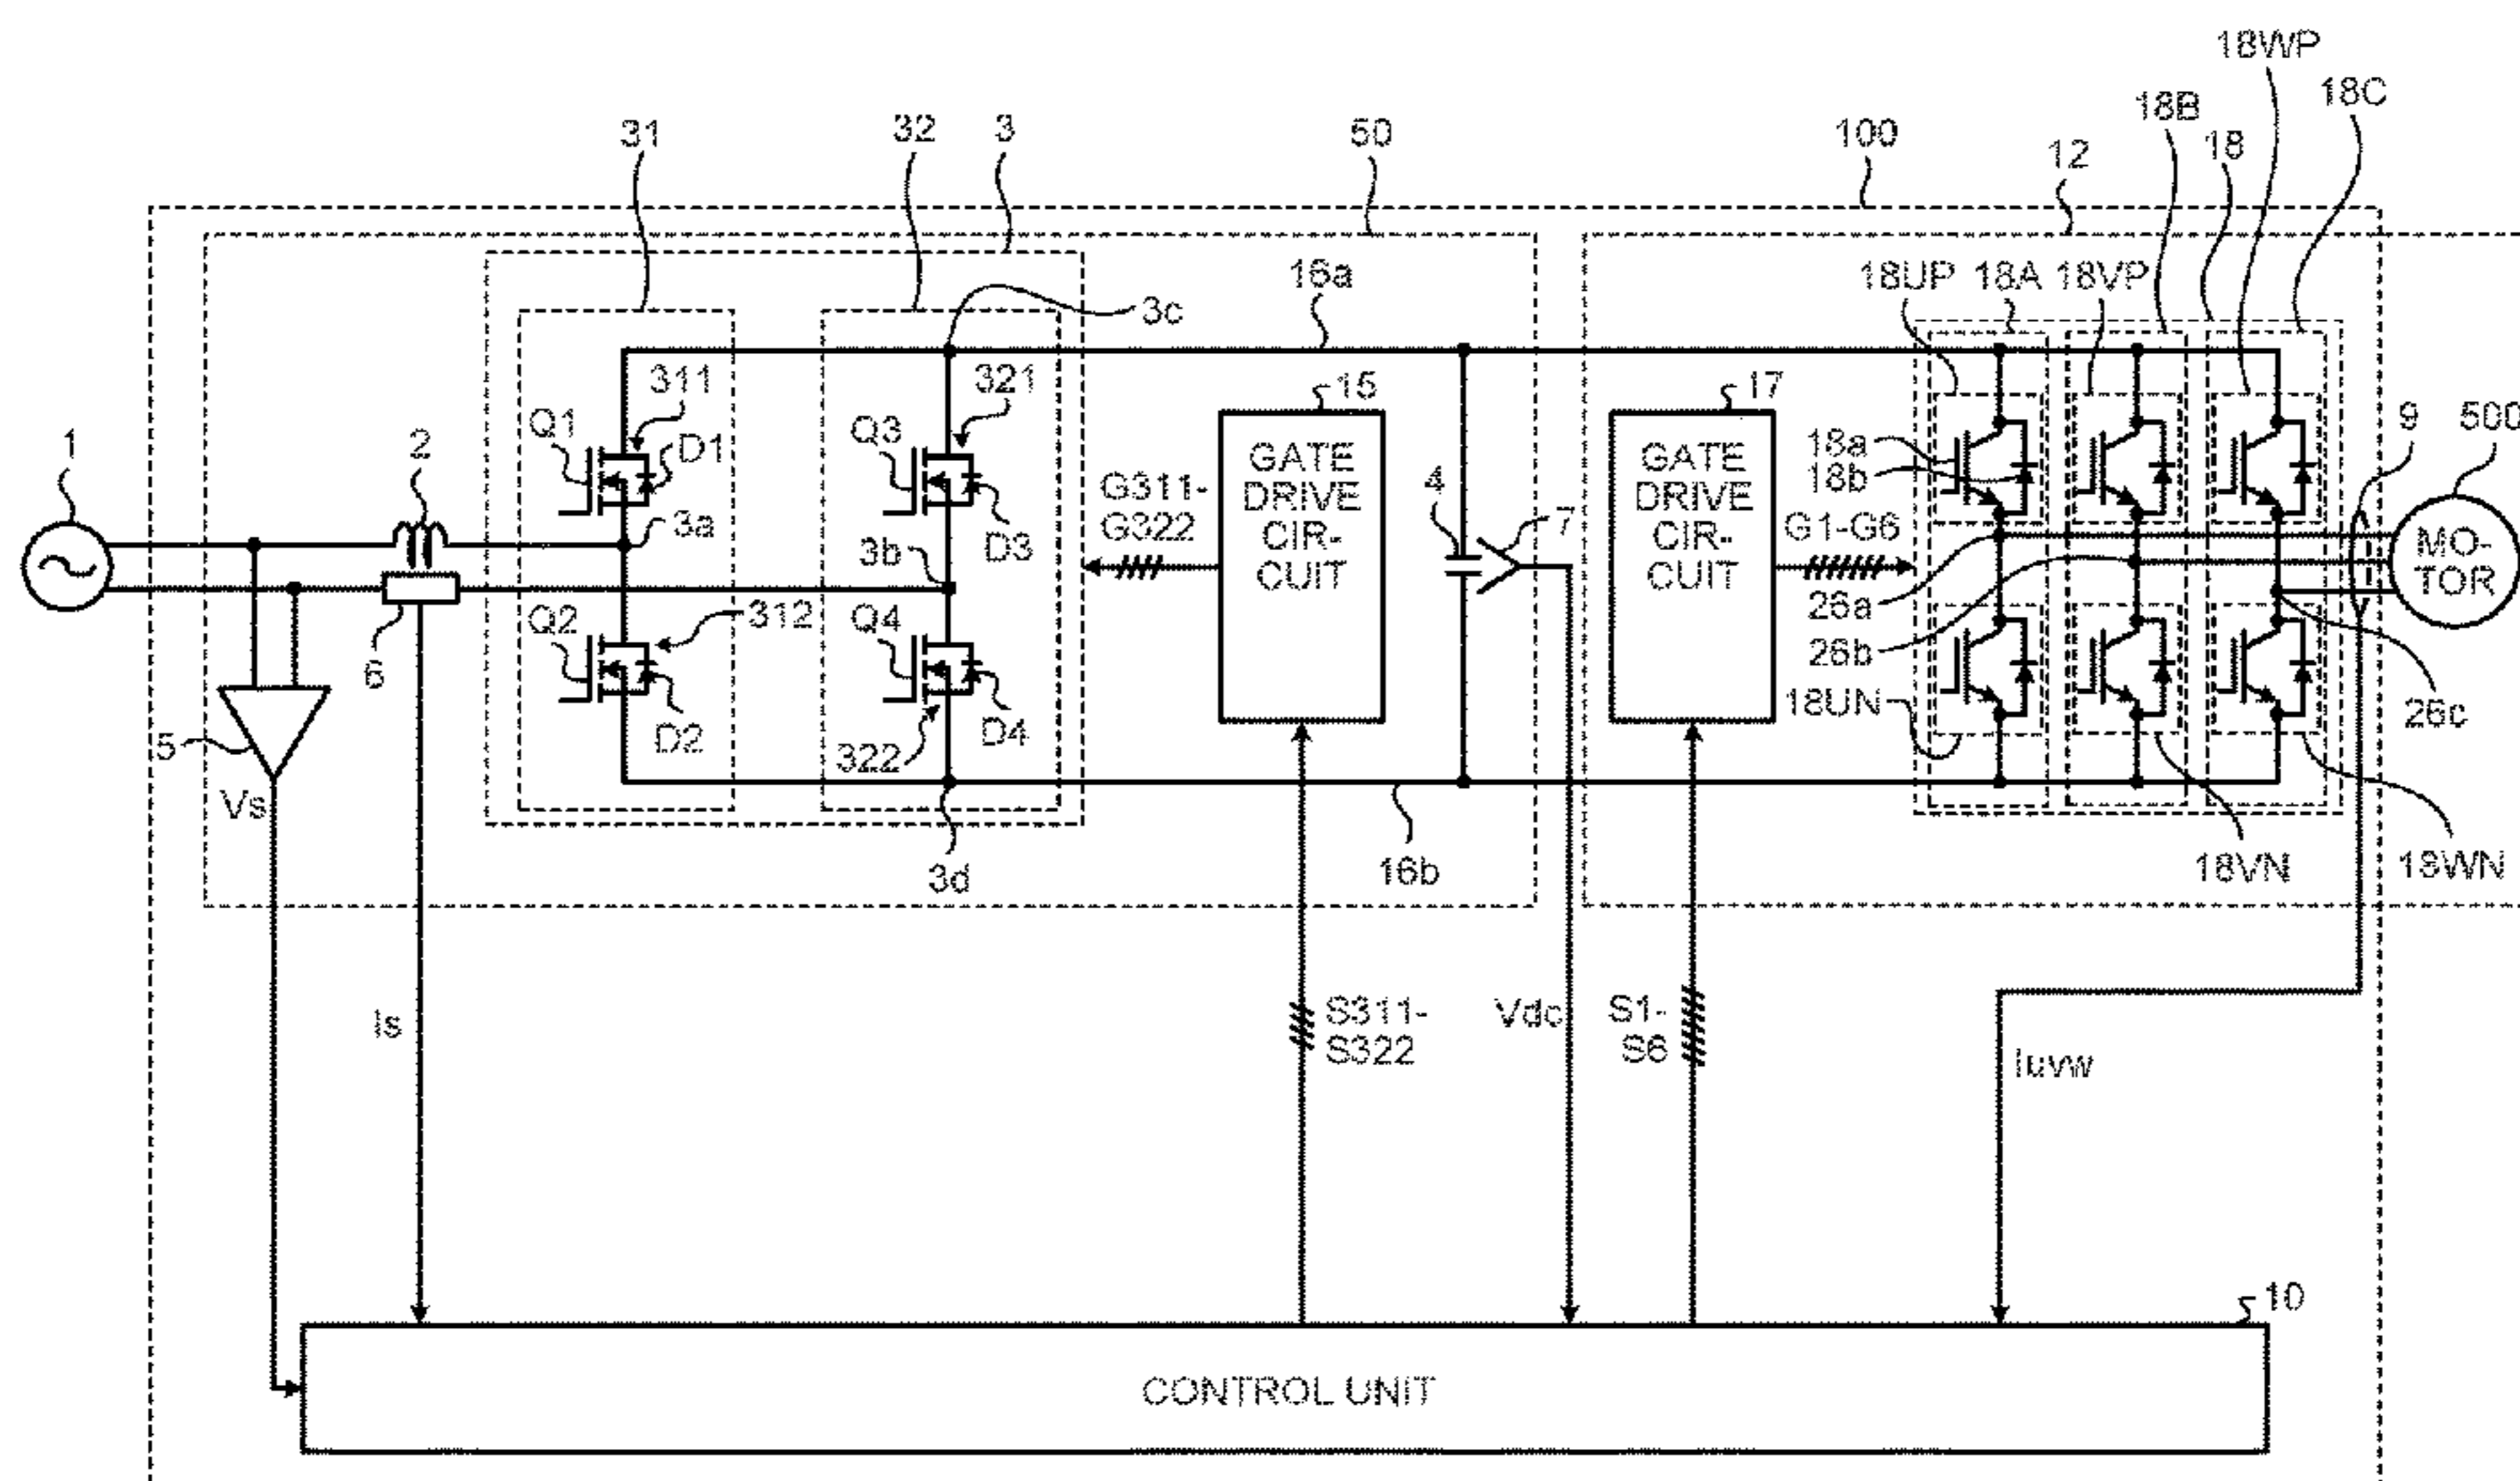 18WP
18C
18B
31
32
3
50
100
12
18
16a
18UP
18A
18VP
3c
311
321
15
17
Q1
D1
Q3
1
2
9
500
GATE
DRIVE
CIR-
CUIT
GATE
DRIVE
CIR-
CUIT
18a
18b
G311-
G322
4
7
G1-G6
3a
3b
D3
MO-
TOR
26a
26b
Q2
312
Q4
6
18UN
26c
5
D2
322
D4
Vs
3d
16b
18VN
18WN
Is
S311-
S322
Vdc
S1-
S6
Iuvw
10
CONTROL UNIT